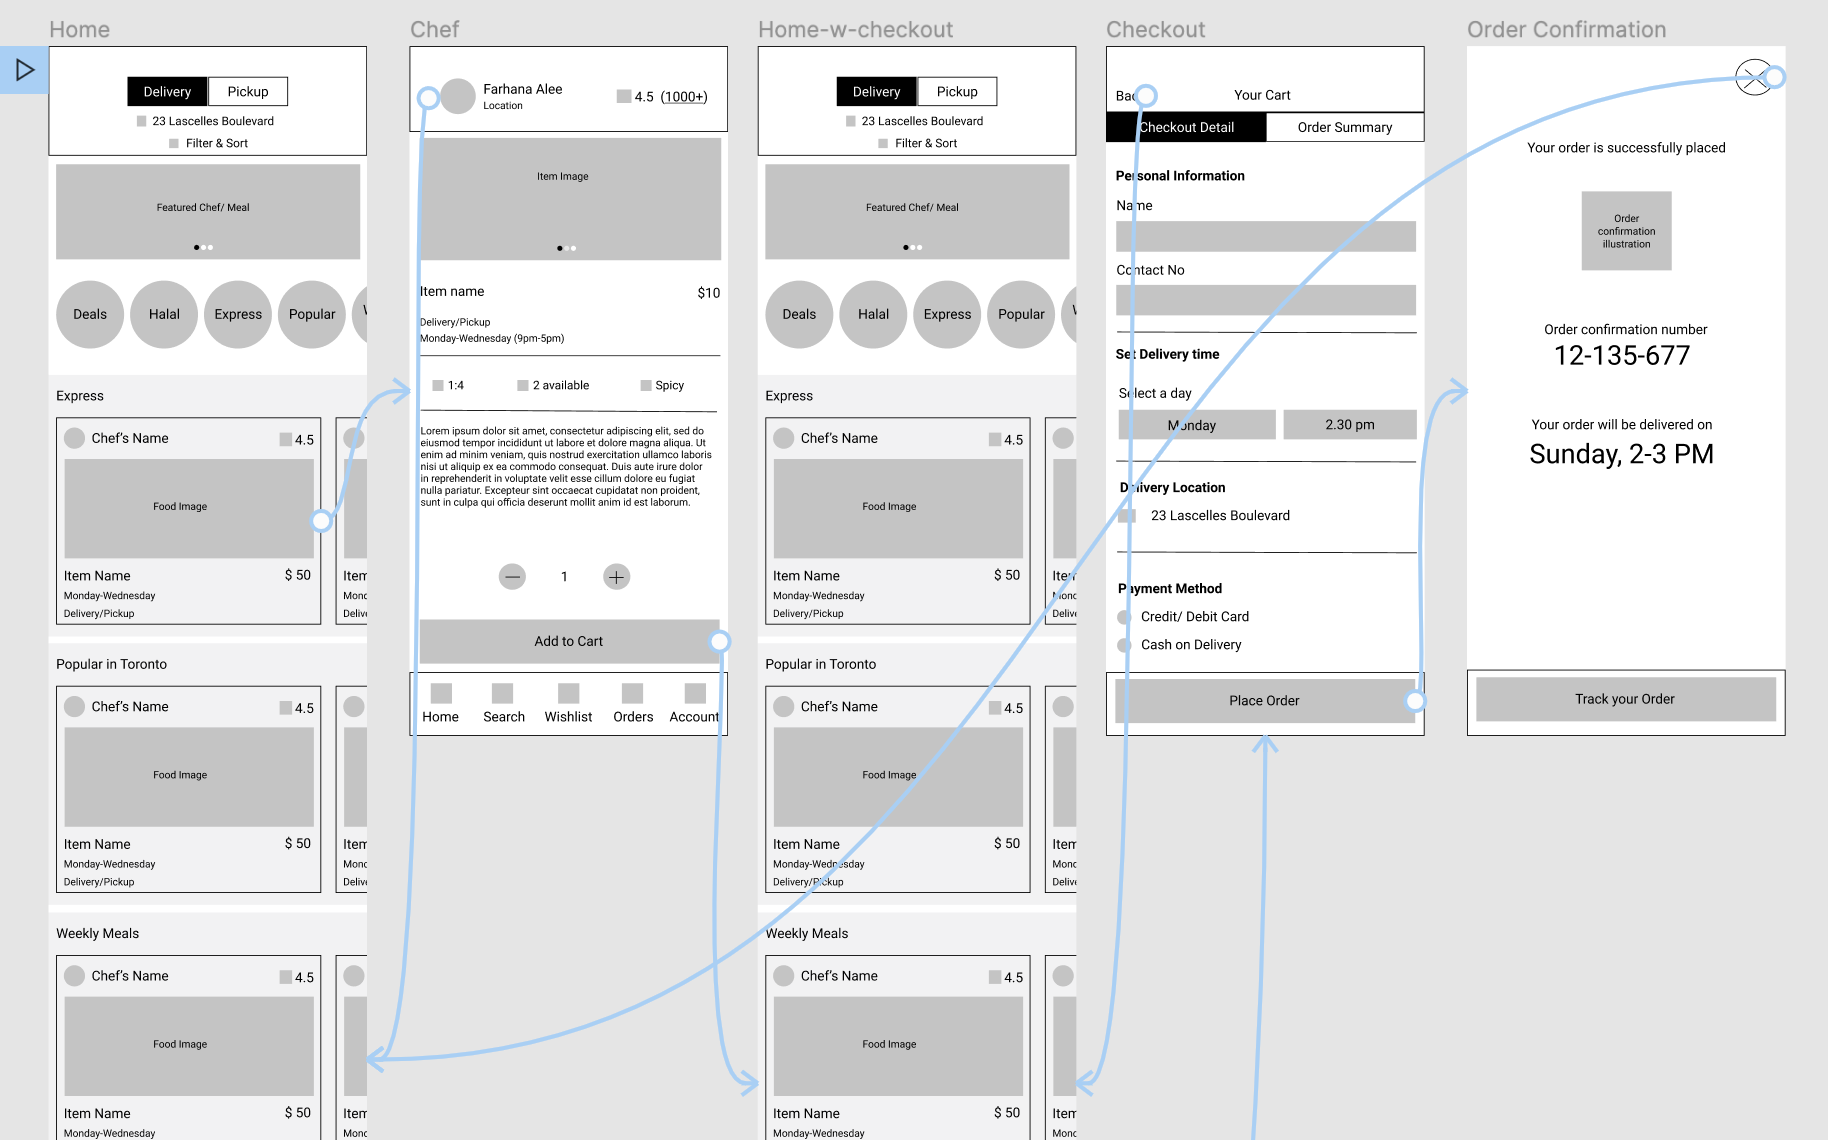 Home
Delivery
Pickup
23 Lascelles Boulevard
Filter & Sort
Featured Chef/ Meal
Deals
Halal
Express
Popular
Express
Chef's Name
4.5
Food Image
Item Name
$ 50
Monday-Wednesday
Delivery/Pickup
Popular in Toronto
Chef's Name
4.5
Food Image
Item Name
$ 50
Monday-Wednesday
Delivery/Pickup
Weekly Meals
Chef's Name
4.5
Food Image
Item Name
$ 50
Monday-Wednesday
Chef
Farhana Alee
Location
4.5 (1000+)
Item Image
Item name
$10
Delivery/Pickup
Monday-Wednesday (9pm-5pm)
1:4
2 available
Spicy
Lorem ipsum dolor sit amet, consectetur adipiscing elit, sed do
eiusmod tempor incididunt ut labore et dolore magna aliqua. Ut
enim ad minim veniam, quis nostrud exercitation ullamco laboris
nisi ut aliquip ex ea commodo consequat. Duis aute irure dolor
in reprehenderit in voluptate velit esse cillum dolore eu fugiat
nulla pariatur. Excepteur sint occaecat cupidatat non proident,
sunt in culpa qui officia deserunt mollit anim id est laborum.
1
Add to Cart
Home
Search
Wishlist
Orders
Account
Home-w-checkout
Delivery
Pickup
23 Lascelles Boulevard
Filter & Sort
Featured Chef/ Meal
Deals
Halal
Express
Popular
Express
Chef's Name
4.5
Food Image
Item Name
$ 50
Monday-Wednesday
Delivery/Pickup
Popular in Toronto
Chef's Name
4.5
Food Image
Item Name
$ 50
Monday-Wednesday
Delivery/Pickup
Weekly Meals
Chef's Name
4.5
Food Image
Item Name
$ 50
Monday-Wednesday
Checkout
Your Cart
Checkout Detail
Order Summary
Personal Information
Name
Contact No
Set Delivery time
Select a day
Monday
2.30 pm
Delivery Location
23 Lascelles Boulevard
Payment Method
Credit/ Debit Card
Cash on Delivery
Place Order
Order Confirmation
Your order is successfully placed
Order
confirmation
illustration
Order confirmation number
12-135-677
Your order will be delivered on
Sunday, 2-3 PM
Track your Order